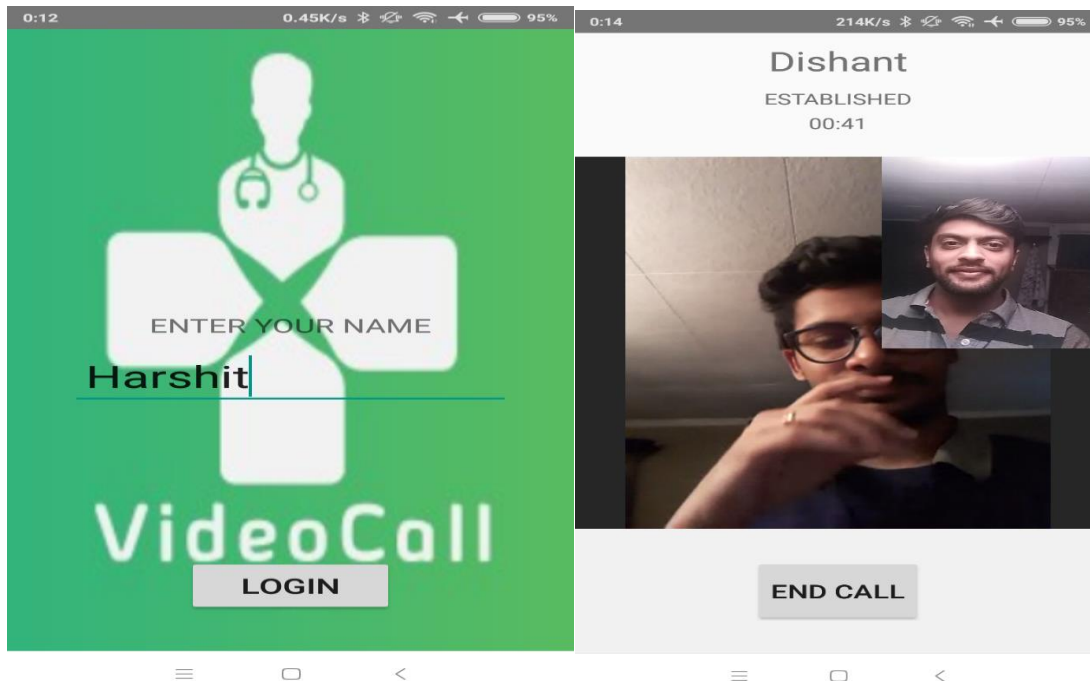 0:12 0.45K/s 95%
ENTER YOUR NAME
Harshit
VideoCall
LOGIN
0:14 214K/s 95%
Dishant
ESTABLISHED
00:41
END CALL